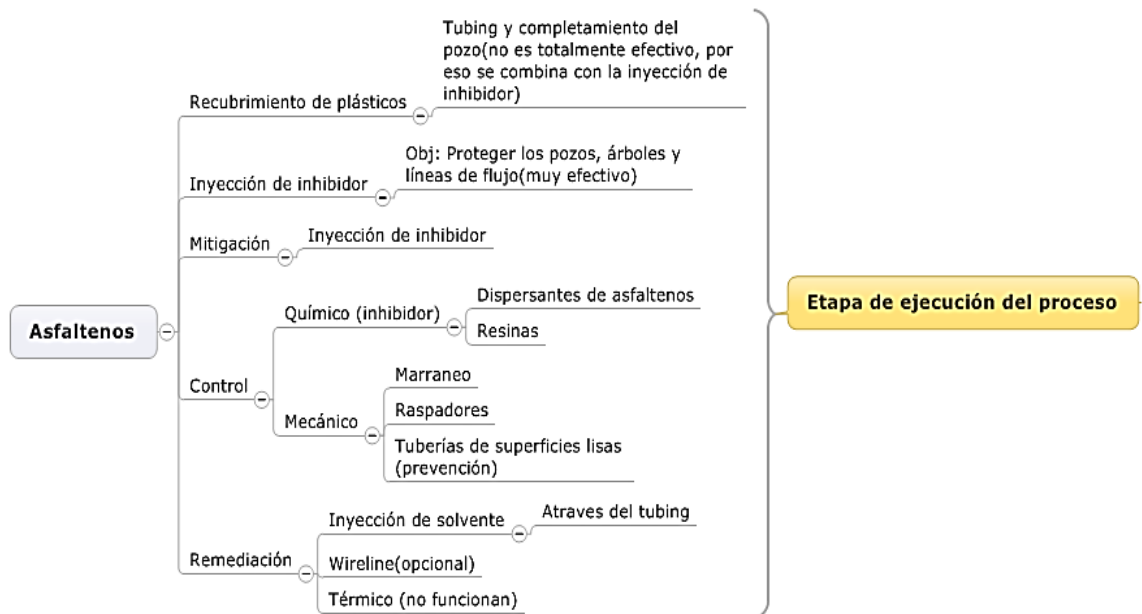 Tubing y completamiento del
pozo(no es totalmente efectivo, por
eso se combina con la inyección de
inhibidor)
Recubrimiento de plásticos
Obj: Proteger los pozos, árboles y
líneas de flujo(muy efectivo)
Inyección de inhibidor
Mitigación
Inyección de inhibidor
Asfaltenos
Control
Químico (inhibidor)
Dispersantes de asfaltenos
Resinas
Mecánico
Marraneo
Raspadores
Tuberías de superficies lisas
(prevención)
Remediación
Inyección de solvente
Atraves del tubing
Wireline(opcional)
Térmico (no funcionan)
Etapa de ejecución del proceso